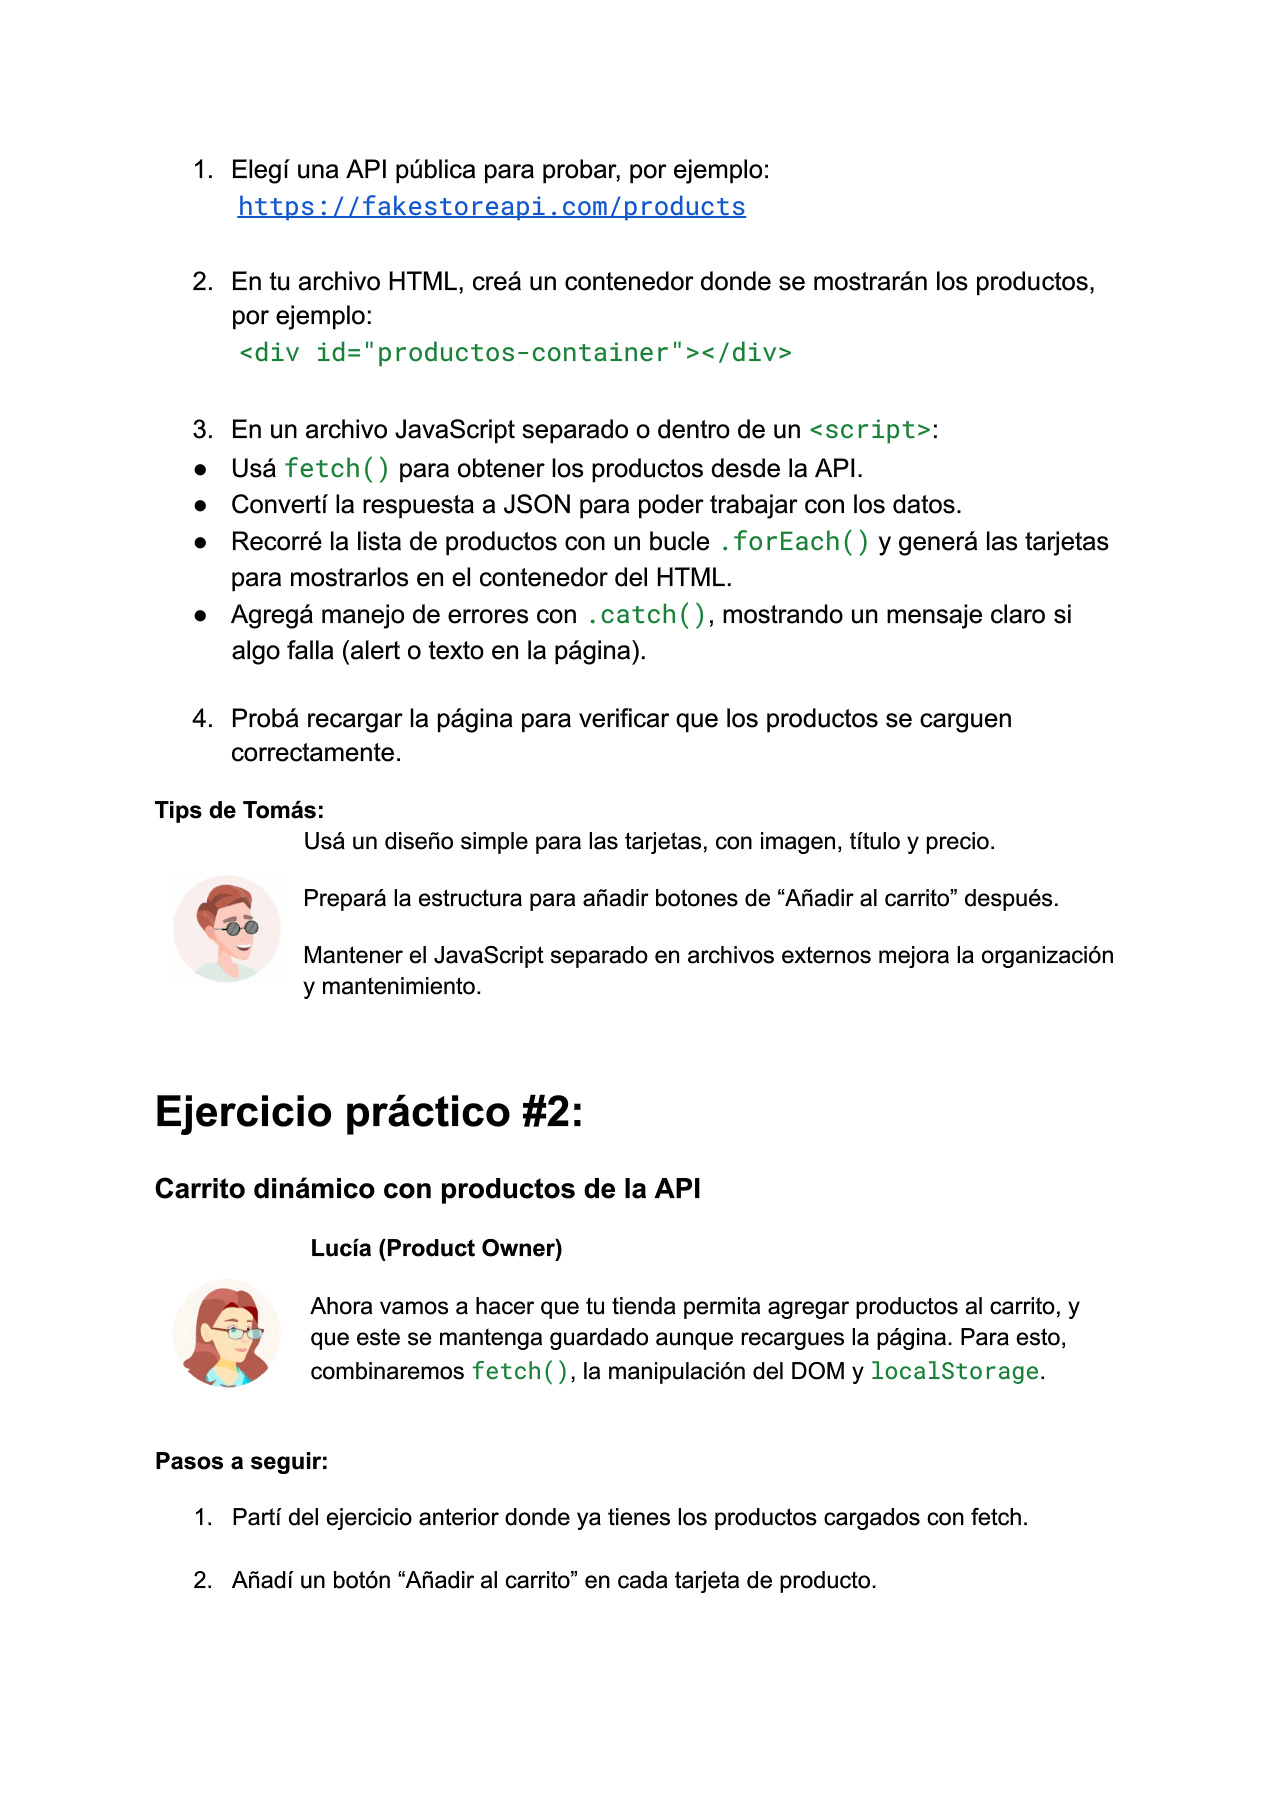 1. Elegí una API pública para probar, por ejemplo:
https://fakestoreapi.com/products
2. En tu archivo HTML, creá un contenedor donde se mostrarán los productos,
por ejemplo:
<div id="productos-container"></div>
3. En un archivo JavaScript separado o dentro de un <script>:
● Usá fetch() para obtener los productos desde la API.
● Convertí la respuesta a JSON para poder trabajar con los datos.
● Recorré la lista de productos con un bucle .forEach() y generá las tarjetas
para mostrarlos en el contenedor del HTML.
● Agregá manejo de errores con .catch(), mostrando un mensaje claro si
algo falla (alert o texto en la página).
4. Probá recargar la página para verificar que los productos se carguen
correctamente.
Tips de Tomás:
Usá un diseño simple para las tarjetas, con imagen, título y precio.
Prepará la estructura para añadir botones de “Añadir al carrito” después.
Mantener el JavaScript separado en archivos externos mejora la organización
y mantenimiento.
Ejercicio práctico #2:
Carrito dinámico con productos de la API
Lucía (Product Owner)
Ahora vamos a hacer que tu tienda permita agregar productos al carrito, y
que este se mantenga guardado aunque recargues la página. Para esto,
combinaremos fetch(), la manipulación del DOM y localStorage.
Pasos a seguir:
1. Partí del ejercicio anterior donde ya tienes los productos cargados con fetch.
2. Añadí un botón “Añadir al carrito” en cada tarjeta de producto.